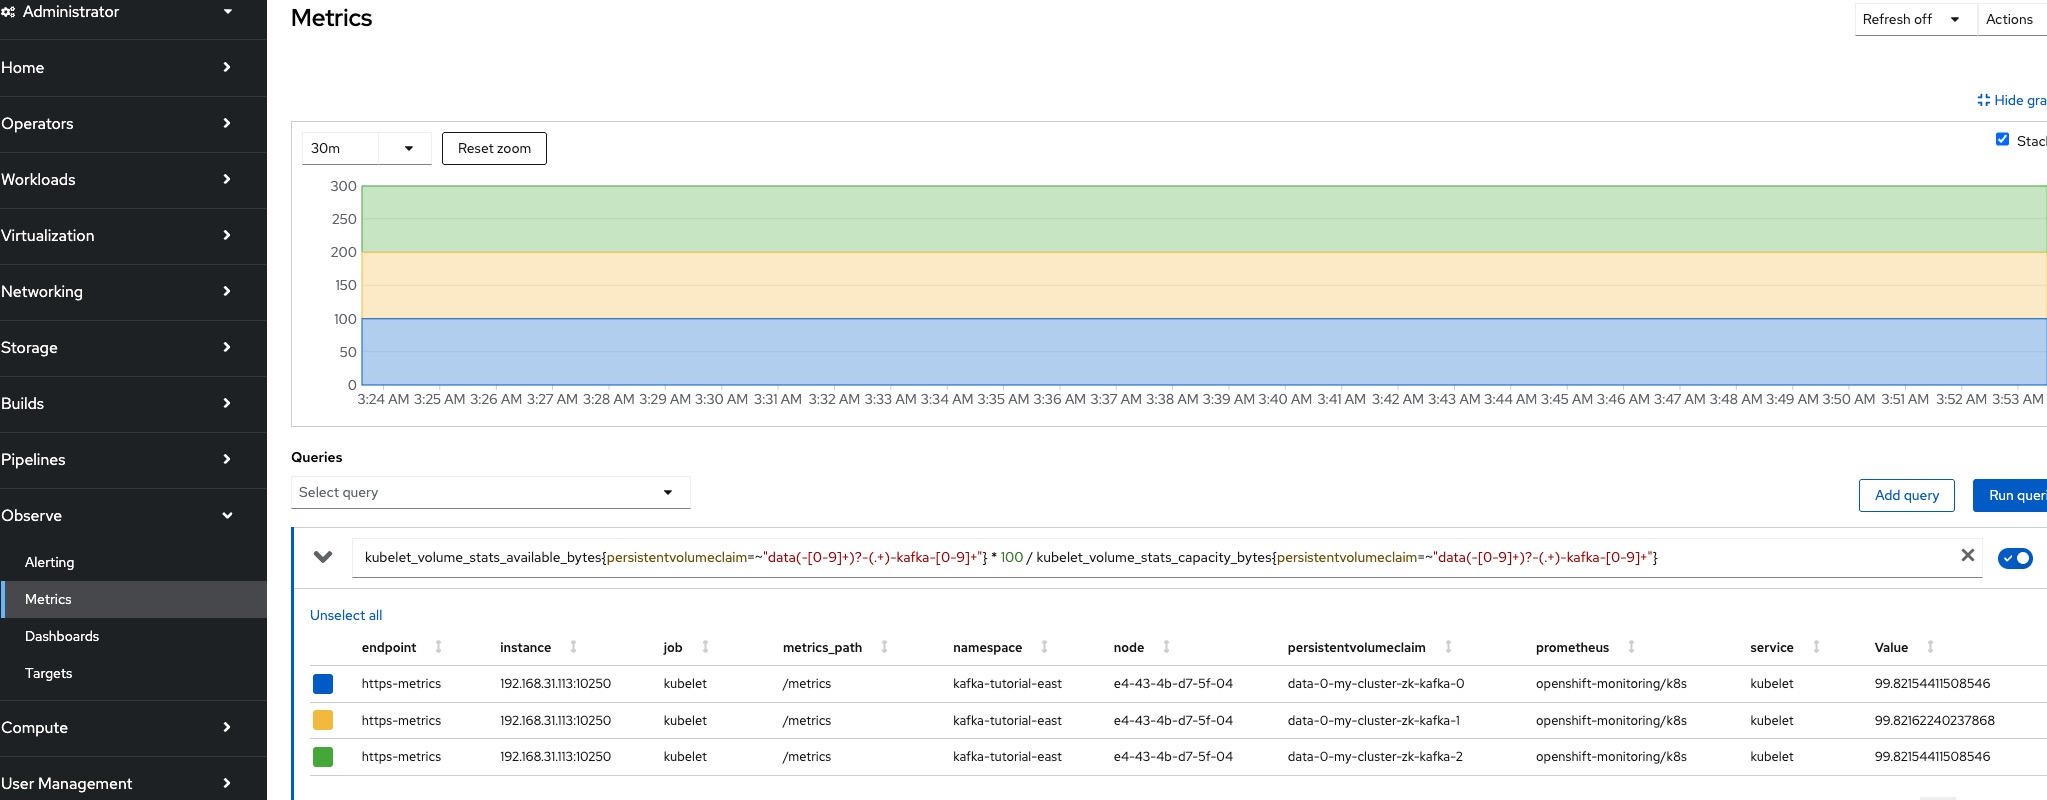 Administrator
Metrics
Refresh off
Actions
Home
Operators
Workloads
Virtualization
Networking
Storage
Builds
Pipelines
Observe
Alerting
Metrics
Dashboards
Targets
Compute
User Management
Hide gra
30m
Reset zoom
Stac
300
250
200
150
100
50
0
3:24 AM 3:25 AM 3:26 AM 3:27 AM 3:28 AM 3:29 AM 3:30 AM 3:31 AM 3:32 AM 3:33 AM 3:34 AM 3:35 AM 3:36 AM 3:37 AM 3:38 AM 3:39 AM 3:40 AM 3:41 AM 3:42 AM 3:43 AM 3:44 AM 3:45 AM 3:46 AM 3:47 AM 3:48 AM 3:49 AM 3:50 AM 3:51 AM 3:52 AM 3:53 AM
Queries
Select query
Add query
Run queri
kubelet_volume_stats_available_bytes{persistentvolumeclaim=~"data(-[0-9]+)?-(.+)-kafka-[0-9]+"} * 100 / kubelet_volume_stats_capacity_bytes{persistentvolumeclaim=~"data(-[0-9]+)?-(.+)-kafka-[0-9]+"}
Unselect all
endpoint instance job metrics_path namespace node persistentvolumeclaim prometheus service Value
https-metrics 192.168.31.113:10250 kubelet /metrics kafka-tutorial-east e4-43-4b-d7-5f-04 data-0-my-cluster-zk-kafka-0 openshift-monitoring/k8s kubelet 99.82154411508546
https-metrics 192.168.31.113:10250 kubelet /metrics kafka-tutorial-east e4-43-4b-d7-5f-04 data-0-my-cluster-zk-kafka-1 openshift-monitoring/k8s kubelet 99.82162240237868
https-metrics 192.168.31.113:10250 kubelet /metrics kafka-tutorial-east e4-43-4b-d7-5f-04 data-0-my-cluster-zk-kafka-2 openshift-monitoring/k8s kubelet 99.82154411508546